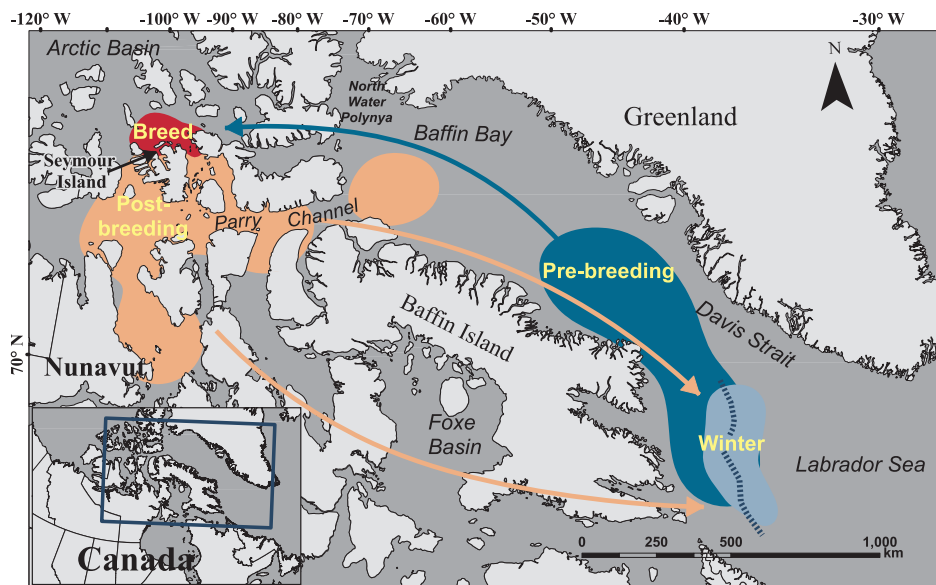 -120° W
-100° W
-90° W
-80° W
-70° W
-60° W
-50° W
-40° W
-30° W
Arctic Basin
N
North
Water
Polynya
Greenland
Breed
Baffin Bay
Seymour
Island
Post-
breeding
Parry
Channel
Pre-breeding
Baffin Island
Davis Strait
70° N
Nunavut
Foxe
Basin
Winter
Labrador Sea
Canada
0
250
500
1,000
km